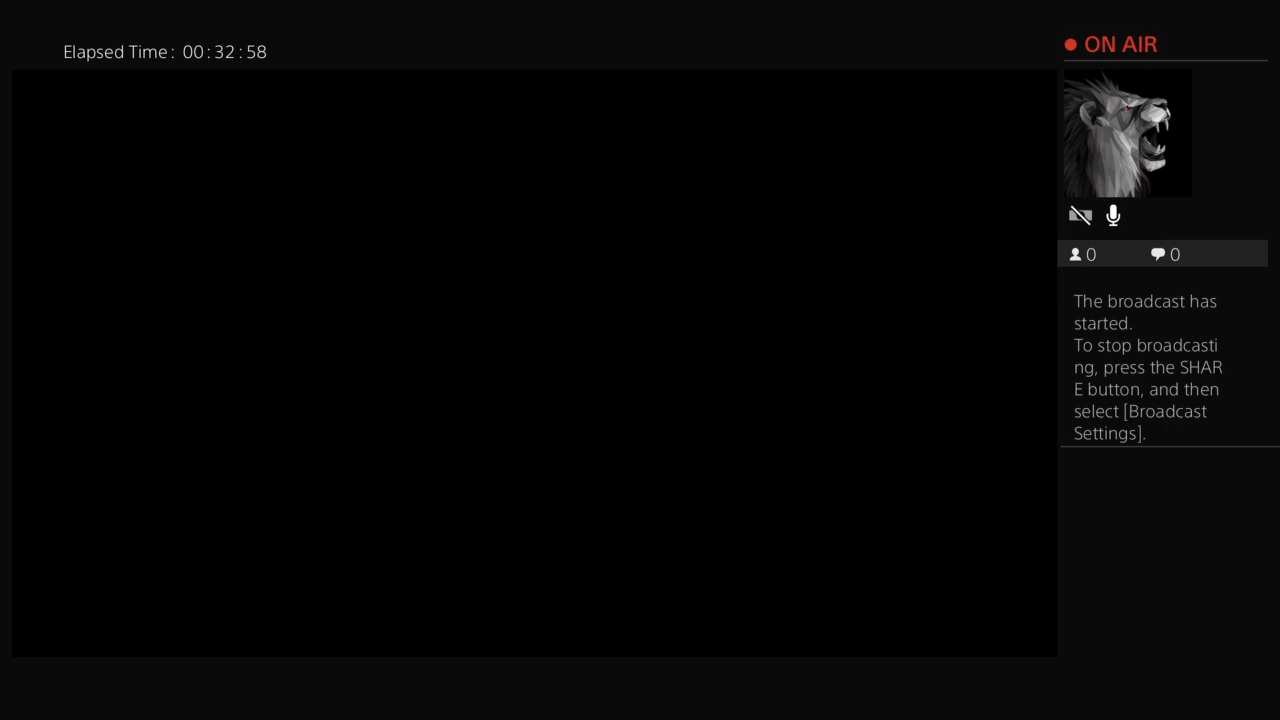 Elapsed Time: 00:32:58
ON AIR
0 0
The broadcast has
started.
To stop broadcasti
ng, press the SHAR
E button, and then
select [Broadcast
Settings].